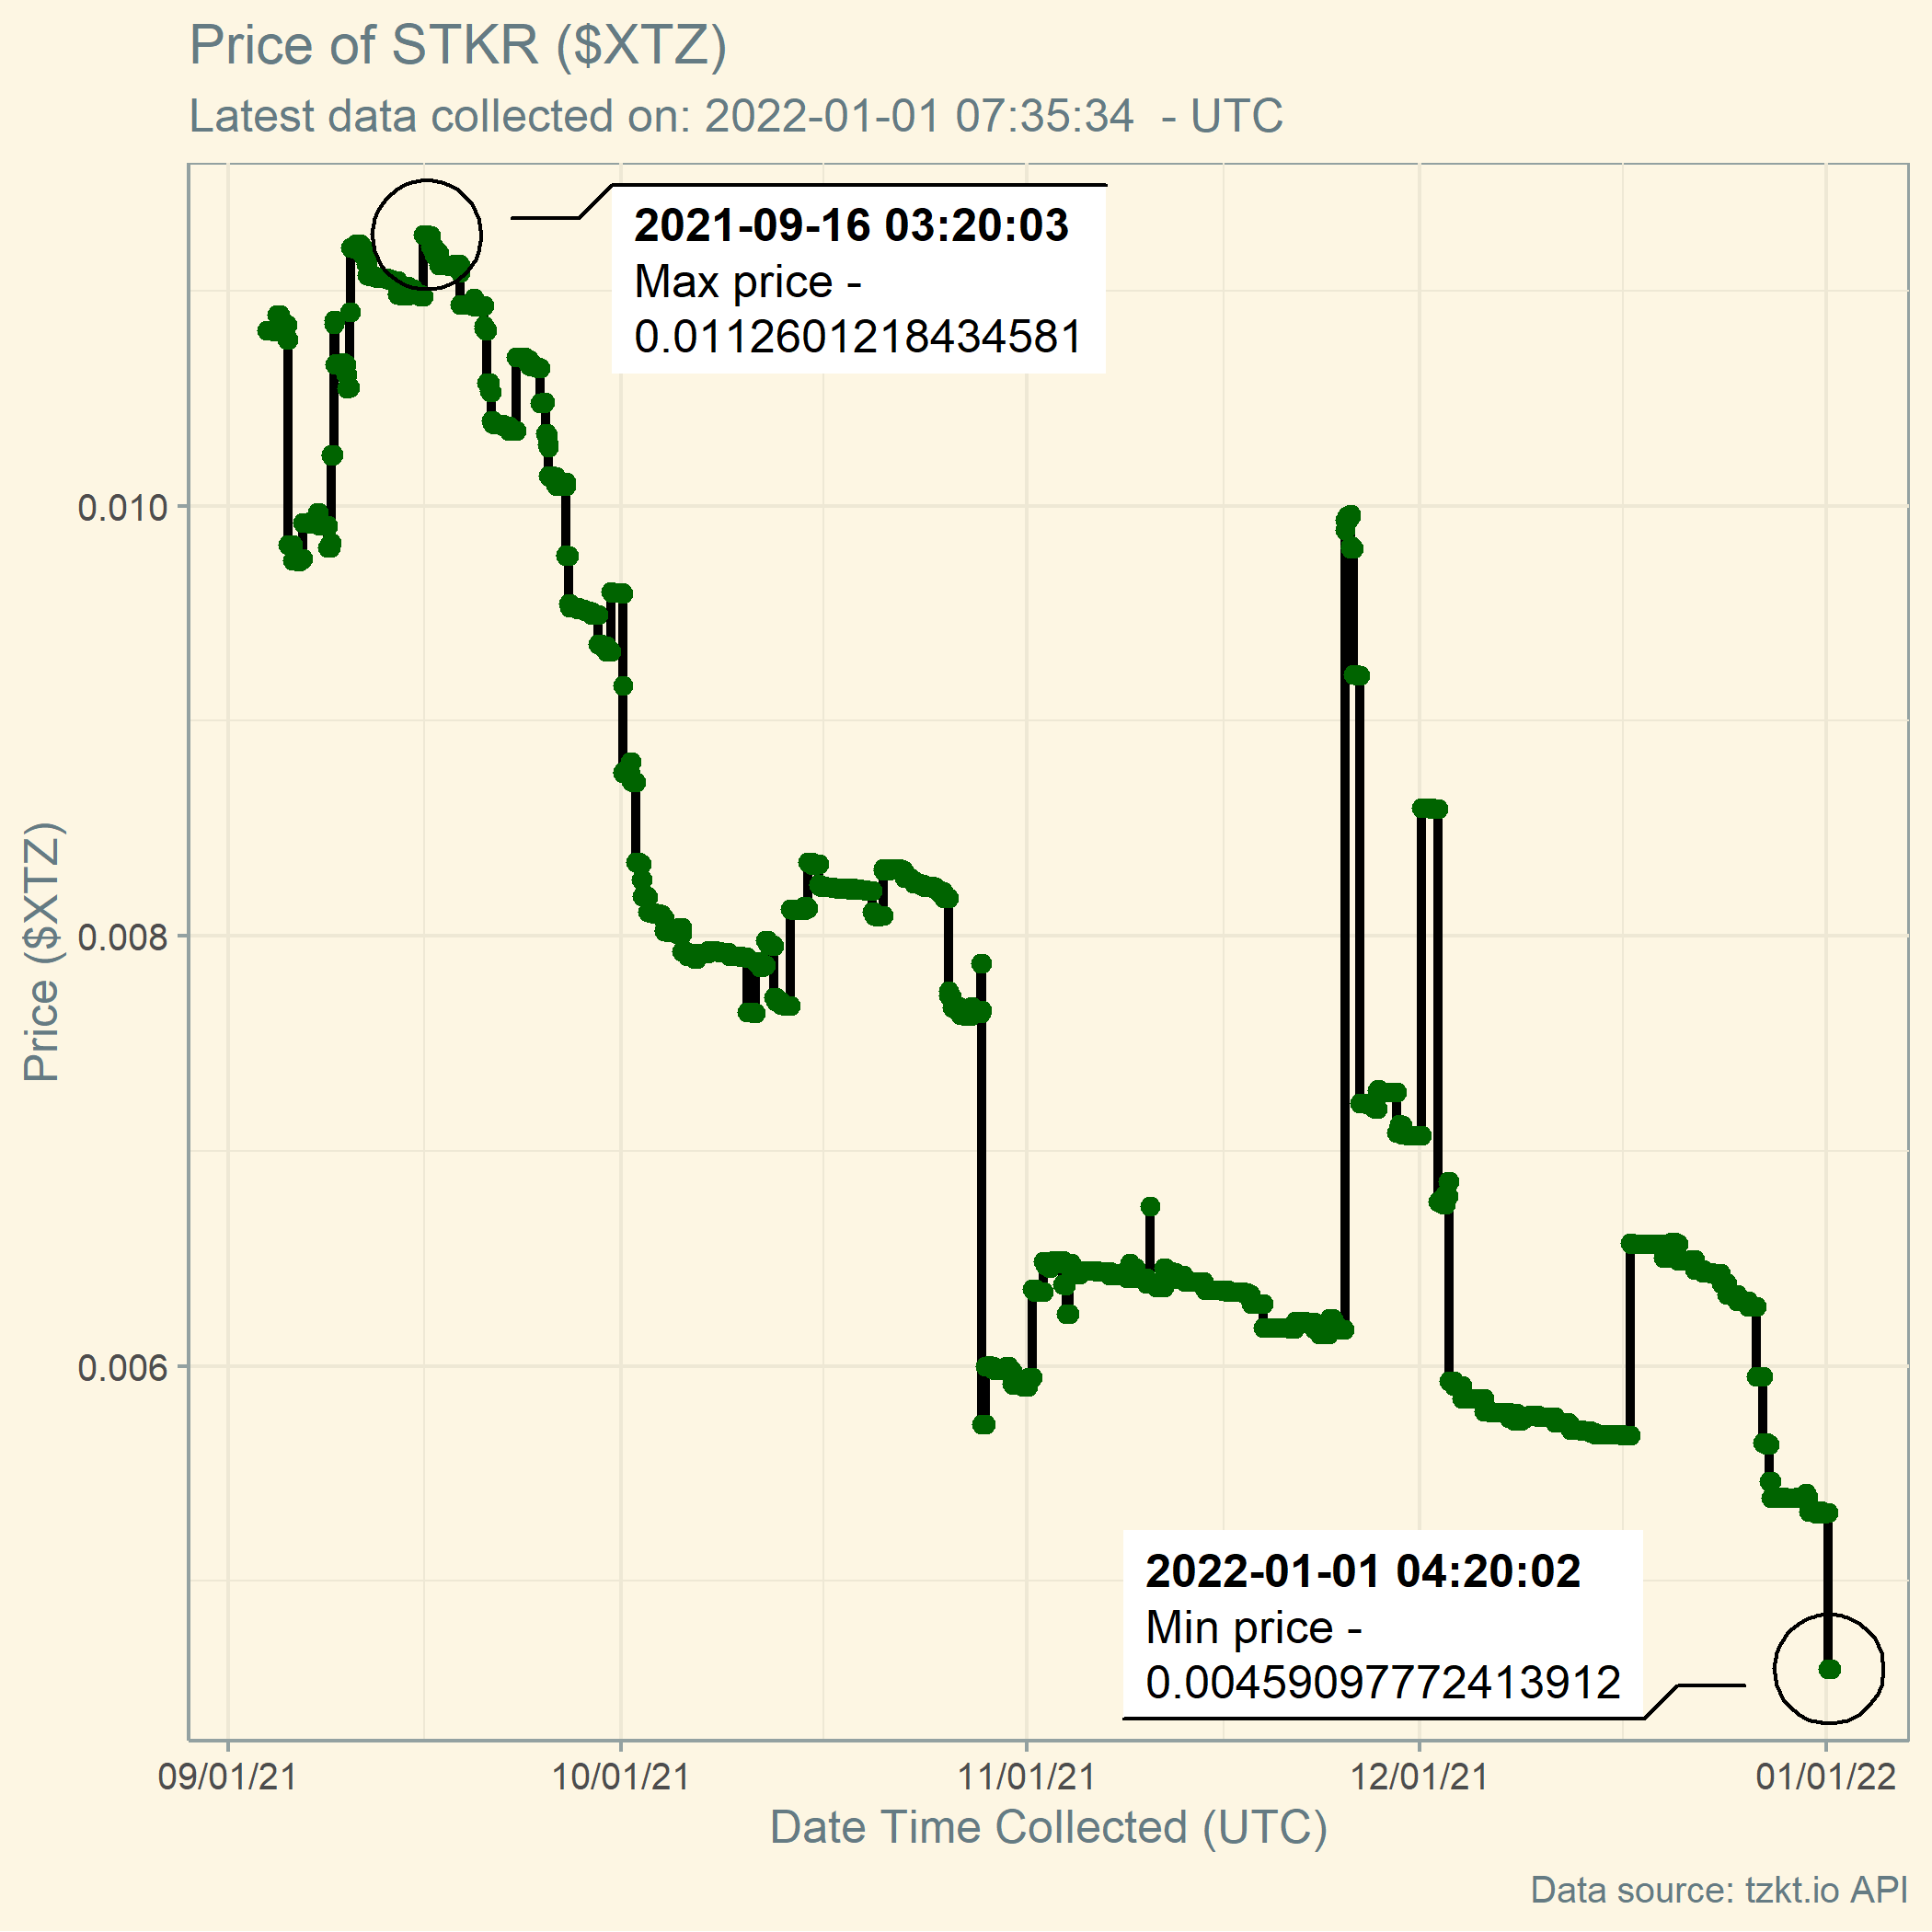 Price of STKR ($XTZ)
Latest data collected on: 2022-01-01 07:35:34 - UTC
2021-09-16 03:20:03
Max price -
0.01126012184​34581
0.010
0.008
0.006
Price ($XTZ)
2022-01-01 04:20:02
Min price -
0.00459097772413912
09/01/21
10/01/21
11/01/21
12/01/21
01/01/22
Date Time Collected (UTC)
Data source: tzkt.io API